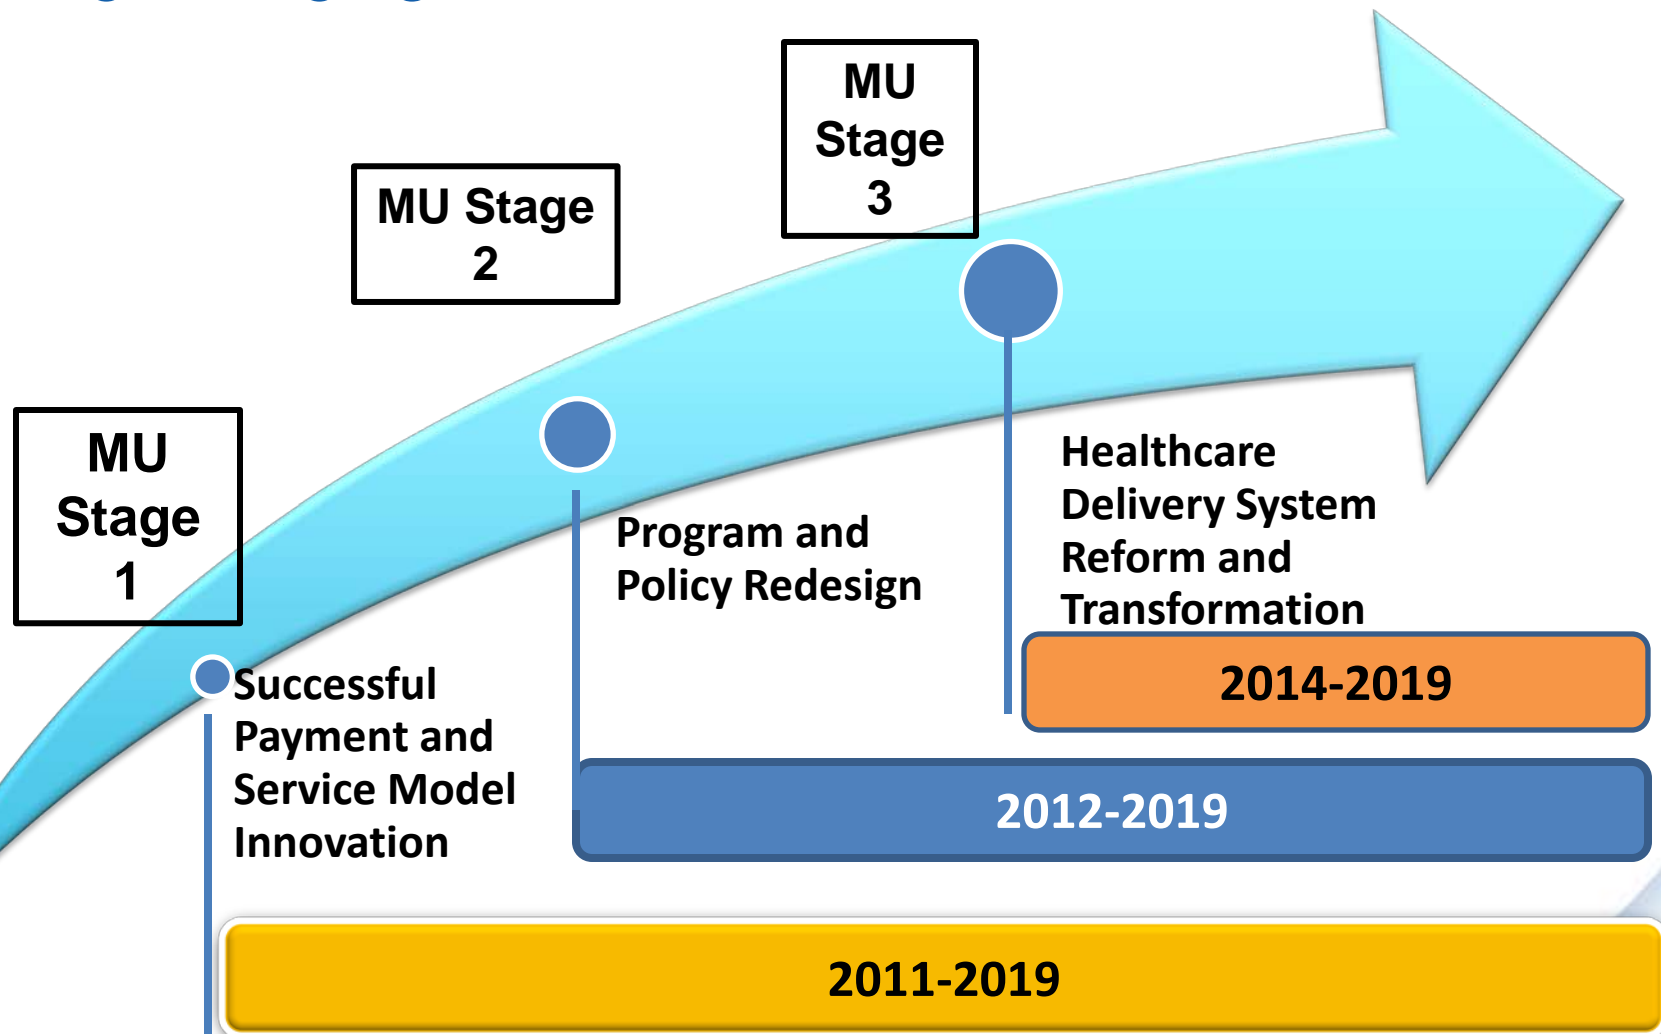 MU
Stage
3
MU Stage
2
MU
Stage
1
Healthcare
Delivery System
Reform and
Transformation
Program and
Policy Redesign
Successful
Payment and
Service Model
Innovation
2014-2019
2012-2019
2011-2019